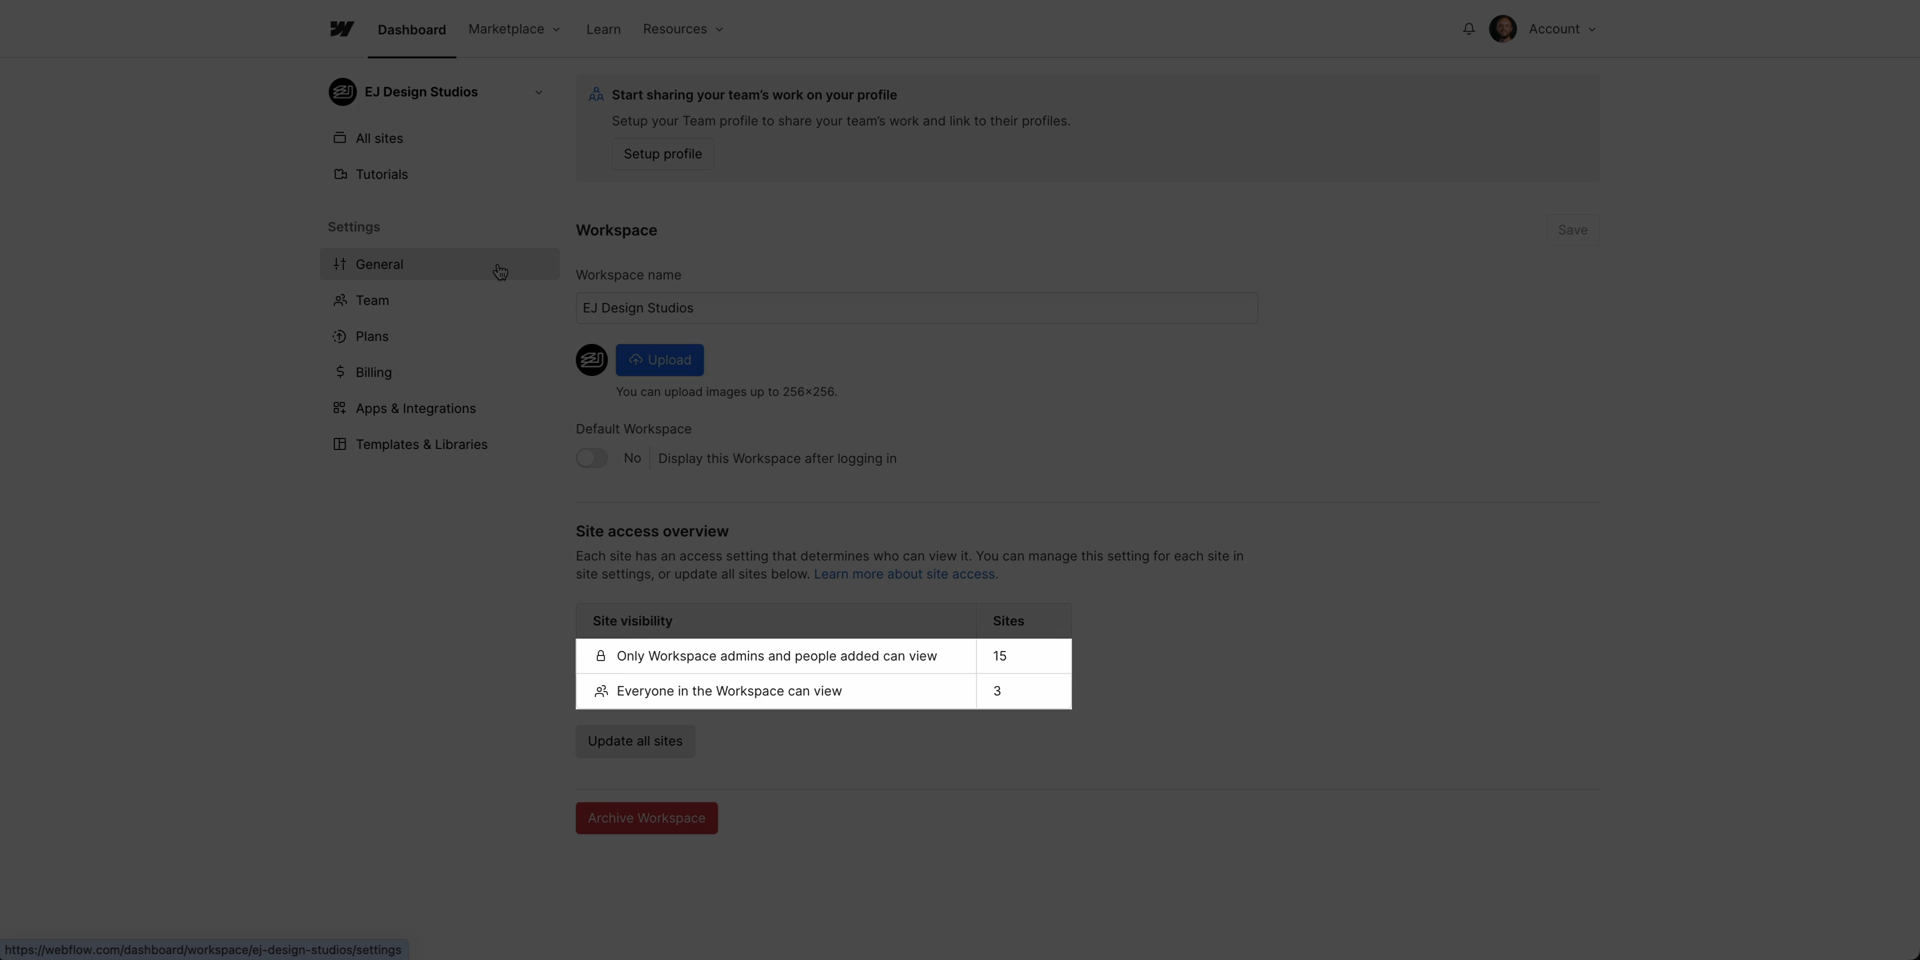 Dashboard
Marketplace
Learn
Resources
Account
EJ Design Studios
All sites
Tutorials
Settings
General
Team
Plans
Billing
Apps & Integrations
Templates & Libraries
Start sharing your team's work on your profile
Setup your Team profile to share your team's work and link to their profiles.
Setup profile
Workspace
Save
Workspace name
EJ Design Studios
Upload
You can upload images up to 256×256.
Default Workspace
No
Display this Workspace after logging in
Site access overview
Each site has an access setting that determines who can view it. You can manage this setting for each site in
site settings, or update all sites below. Learn more about site access.
Site visibility
Sites
Only Workspace admins and people added can view
15
Everyone in the Workspace can view
3
Update all sites
Archive Workspace
https://webflow.com/dashboard/workspace/ej-design-studios/settings